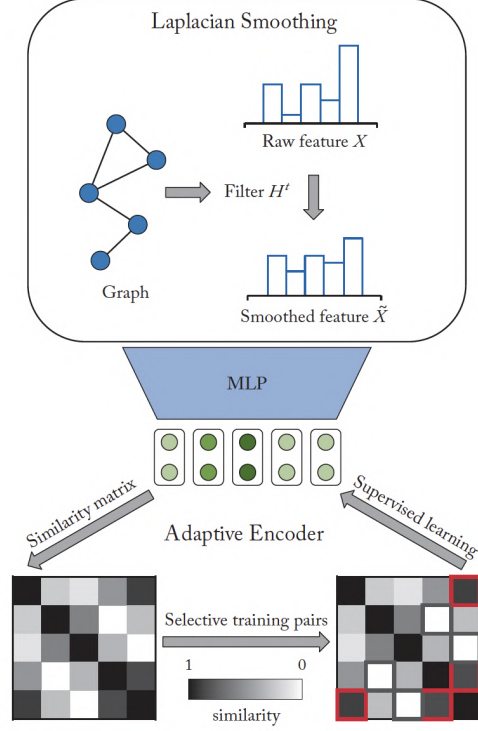 Laplacian Smoothing
Raw feature X
Filter Hᵗ
Graph
Smoothed feature X̃
MLP
Similarity matrix
Supervised learning
Adaptive Encoder
Selective training pairs
1 0
similarity